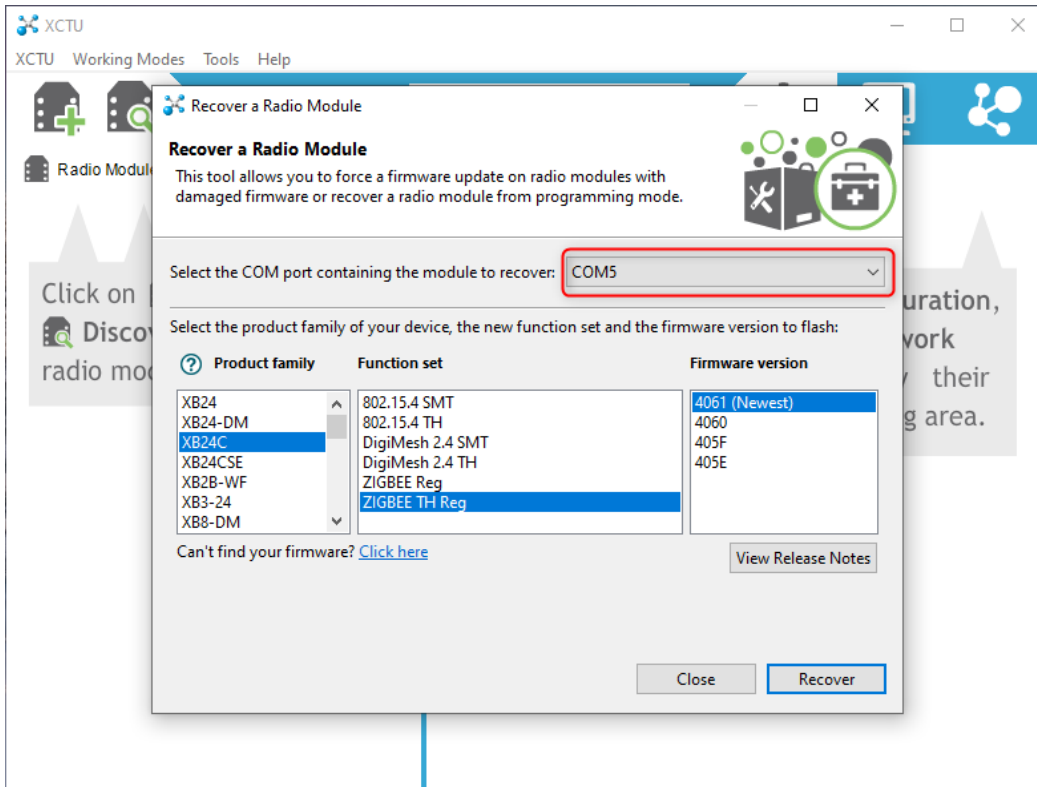 XCTU
XCTU Working Modes Tools Help
Recover a Radio Module
Recover a Radio Module
This tool allows you to force a firmware update on radio modules with
damaged firmware or recover a radio module from programming mode.
Radio Module
Select the COM port containing the module to recover: COM5
Click on
Select the product family of your device, the new function set and the firmware version to flash:
Product family Function set Firmware version
radio
their
area.
XB24
XB24-DM
XB24C
XB24CSE
XB2B-WF
XB3-24
XB8-DM
802.15.4 SMT
802.15.4 TH
DigiMesh 2.4 SMT
DigiMesh 2.4 TH
ZIGBEE Reg
ZIGBEE TH Reg
4061 (Newest)
4060
405F
405E
Can't find your firmware? Click here
View Release Notes
Close Recover